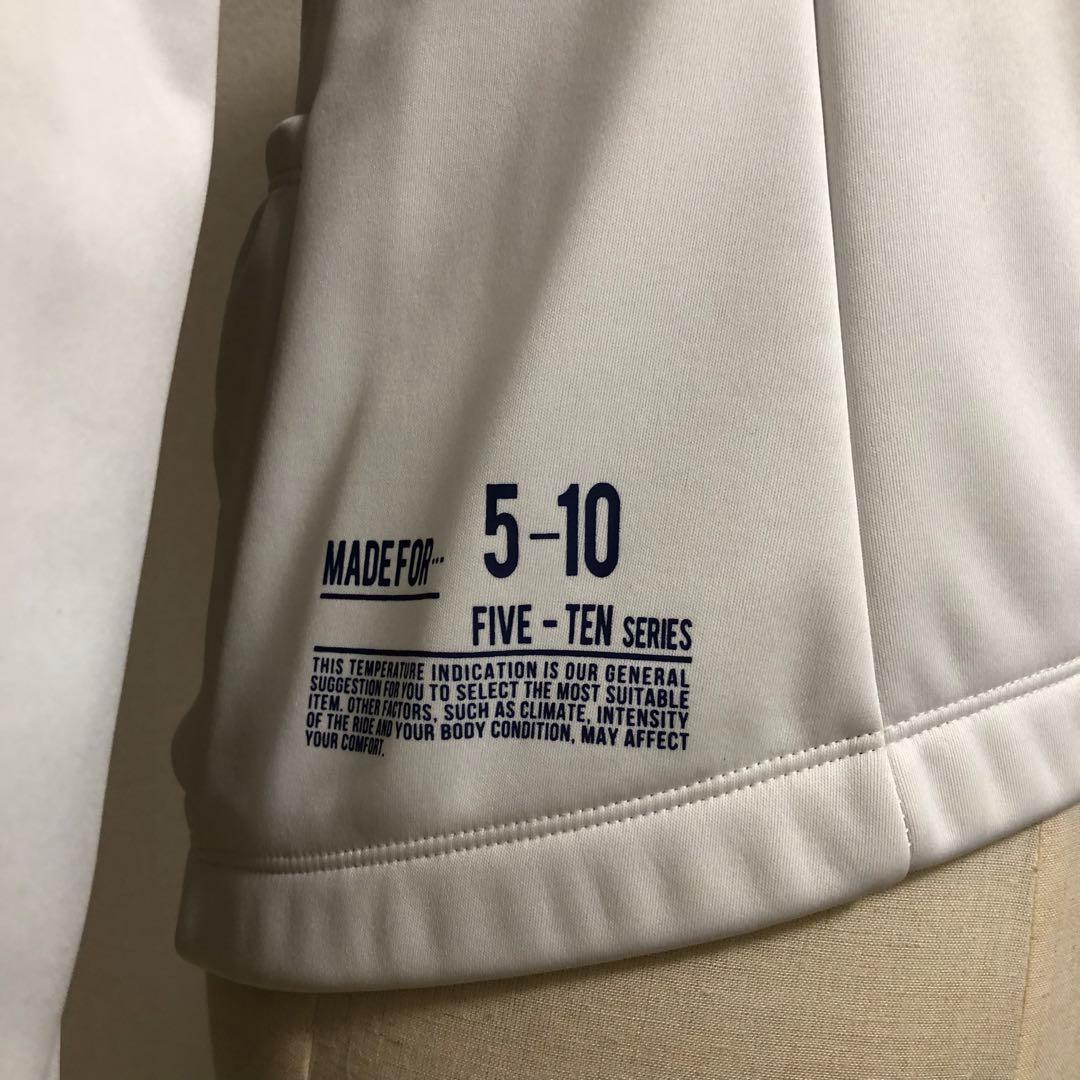 MADE FOR...
5-10
FIVE - TEN SERIES
THIS TEMPERATURE INDICATION IS OUR GENERAL
SUGGESTION FOR YOU TO SELECT THE MOST SUITABLE
ITEM. OTHER FACTORS, SUCH AS CLIMATE, INTENSITY
OF THE RIDE AND YOUR BODY CONDITION, MAY AFFECT
YOUR COMFORT.